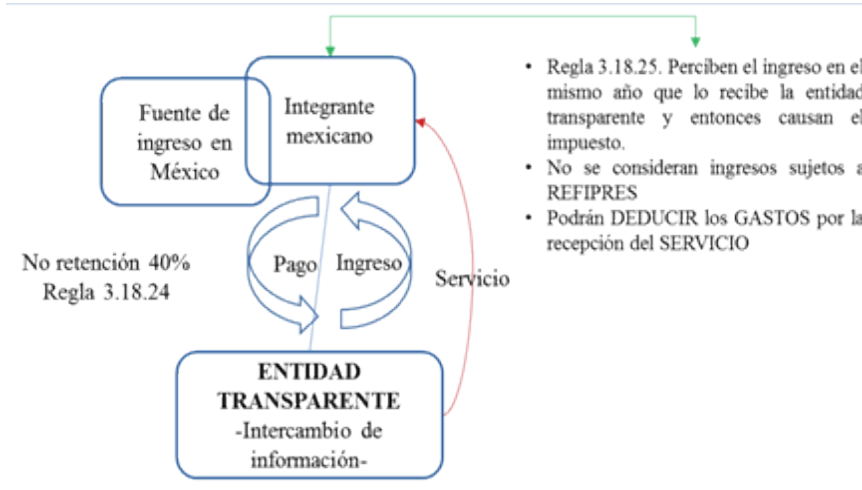 Fuente de
ingreso en
México
Integrante
mexicano
• Regla 3.18.25. Perciben el ingreso en el
mismo año que lo recibe la entidad
transparente y entonces causan el
impuesto.
• No se consideran ingresos sujetos a
REFIPRES
• Podrán DEDUCIR los GASTOS por la
recepción del SERVICIO
No retención 40%
Regla 3.18.24
Pago
Ingreso
Servicio
ENTIDAD
TRANSPARENTE
-Intercambio de
información-